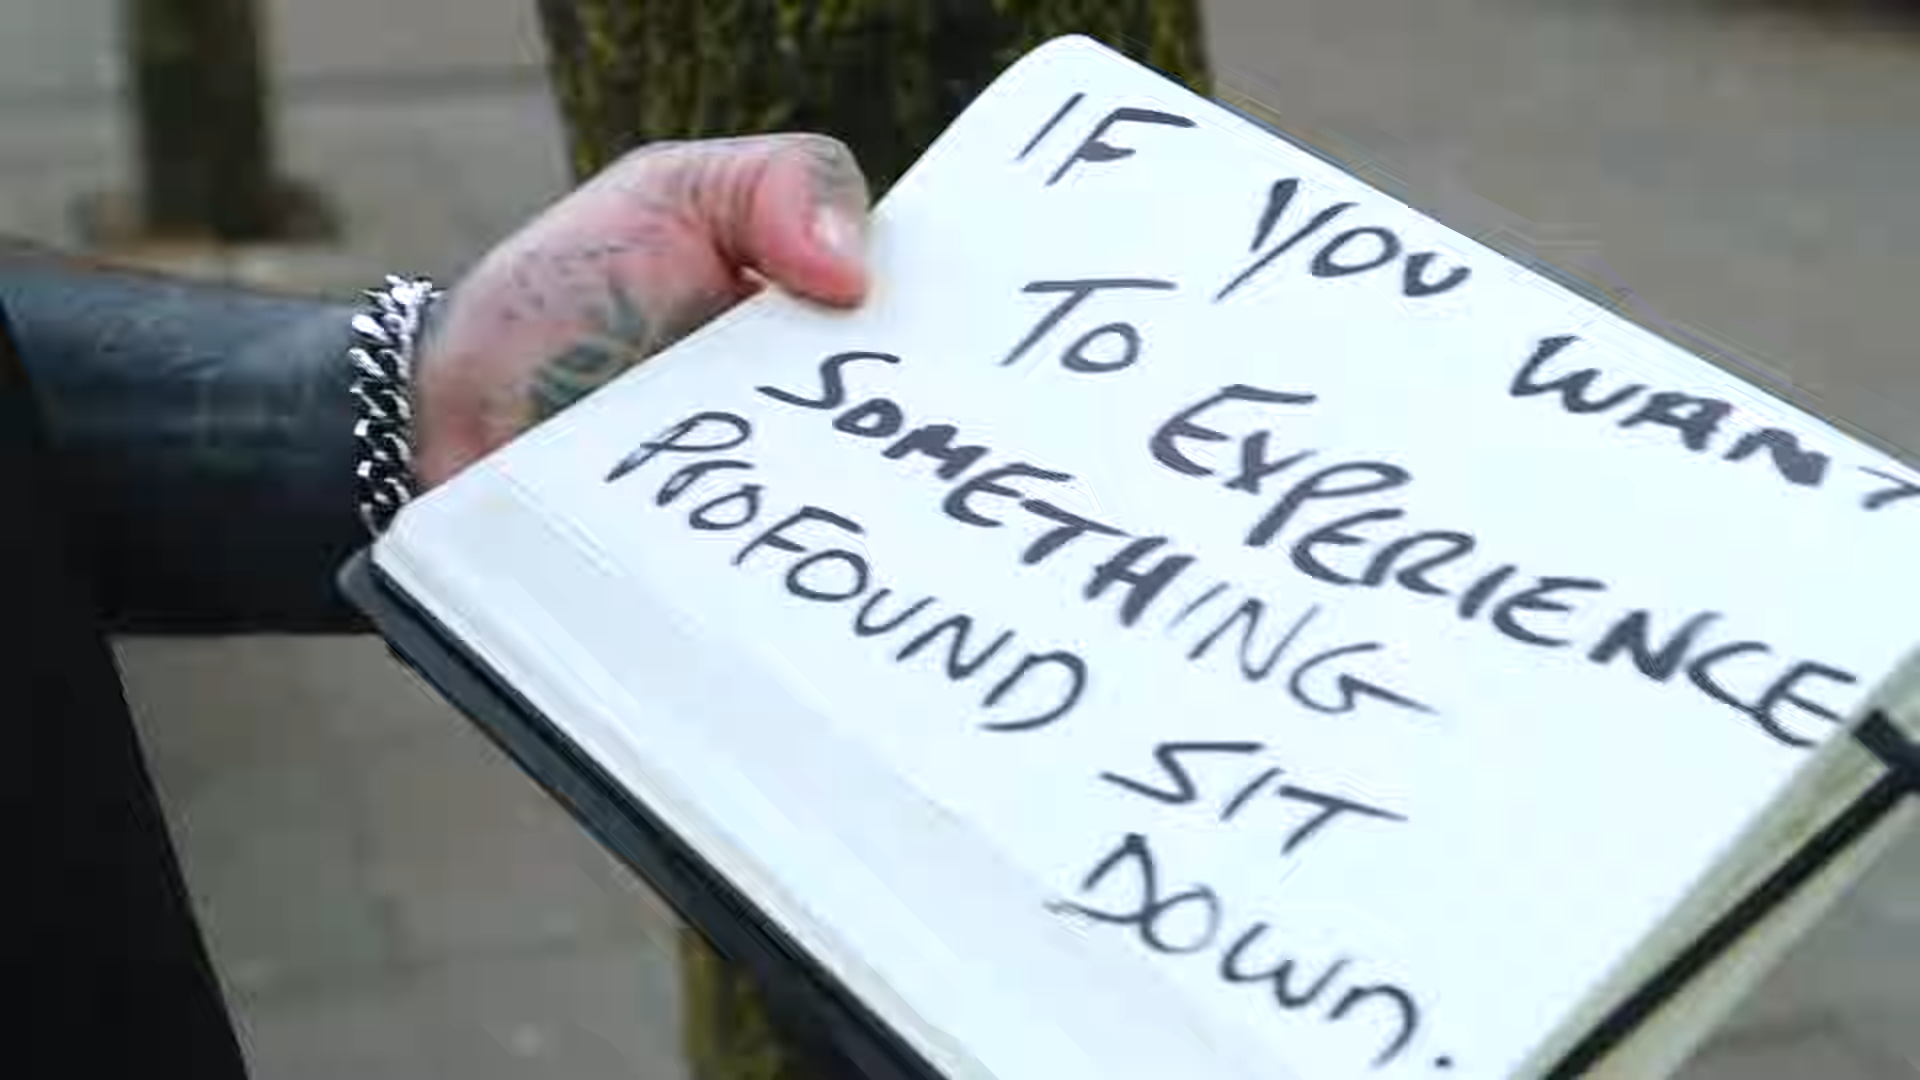 IF YOU WANT
TO EXPERIENCE
SOMETHING
PROFOUND SIT
DOWN.